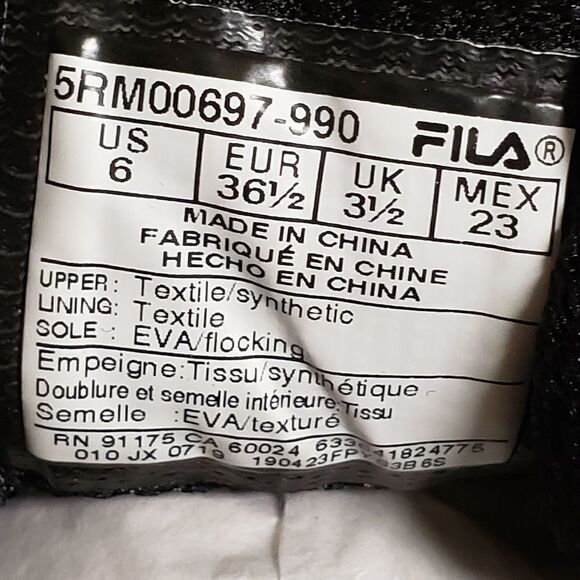 5RM00697-990 FILA®
US EUR UK MEX
6 36½ 3½ 23
MADE IN CHINA
FABRIQUÉ EN CHINE
HECHO EN CHINA
UPPER: Textile/synthetic
LINING: Textile
SOLE: EVA/flocking
Empeigne:Tissu/synthétique
Doublure et semelle intérieure:Tissu
Semelle :EVA/texturé
RN 91175 CA 60024
010 JX 0719